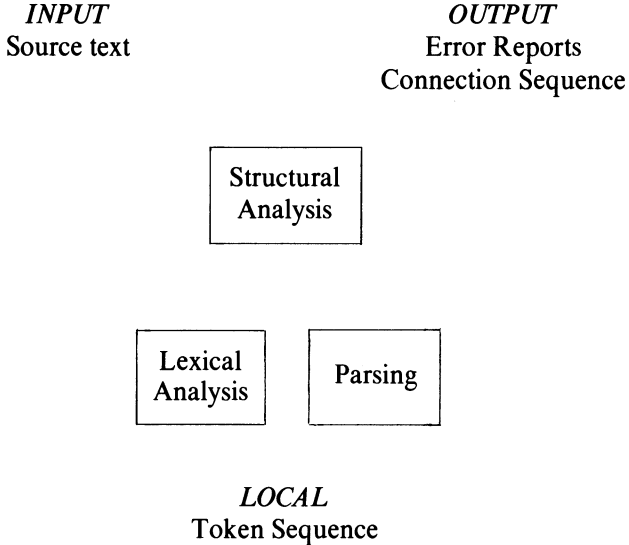 INPUT
Source text
OUTPUT
Error Reports
Connection Sequence
Structural
Analysis
Lexical
Analysis
Parsing
LOCAL
Token Sequence